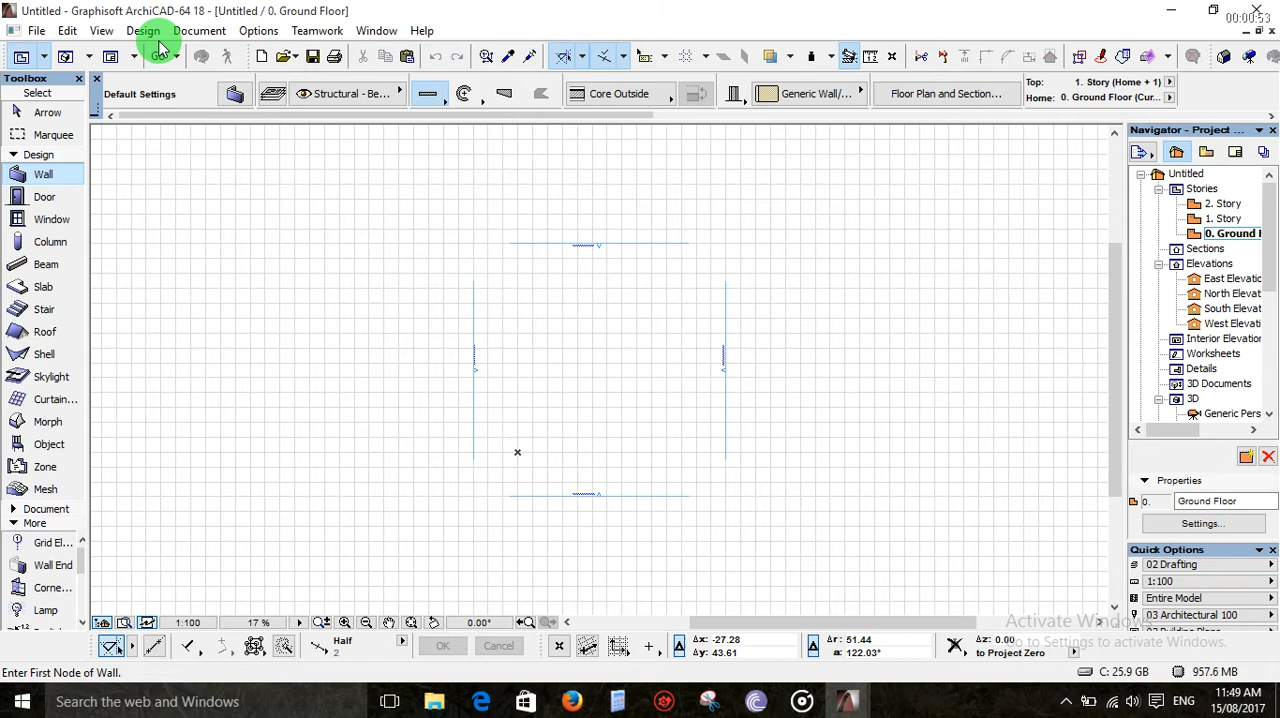 Untitled - Graphisoft ArchiCAD-64 18 - [Untitled / 0. Ground Floor]
00:00:53
File Edit View Design Document Options Teamwork Window Help
Toolbox
Select
Arrow
Marquee
Design
Wall
Door
Window
Column
Beam
Slab
Stair
Roof
Shell
Skylight
Curtain...
Morph
Object
Zone
Mesh
Document
More
Grid El...
Wall End
Corne...
Lamp
Default Settings
Structural - Be...
Core Outside
Generic Wall/...
Floor Plan and Section...
Top: 1. Story (Home + 1)
Home: 0. Ground Floor (Cur...
Navigator - Project ...
Untitled
Stories
2. Story
1. Story
0. Ground
Sections
Elevations
East Elevatio
North Elevat
South Elevat
West Elevati
Interior Elevation
Worksheets
Details
3D Documents
3D
Generic Pers
Properties
0. Ground Floor
Settings...
Quick Options
02 Drafting
1:100
Entire Model
03 Architectural 100
Activate Windows
Go to Settings to activate Windows.
1:100 17 % 0.00°
Half
2
OK Cancel
Δx: -27.28
Δy: 43.61
Δr: 51.44
a: 122.03°
Δz: 0.00
to Project Zero
Enter First Node of Wall.
C: 25.9 GB 957.6 MB
Search the web and Windows
ENG
11:49 AM
15/08/2017